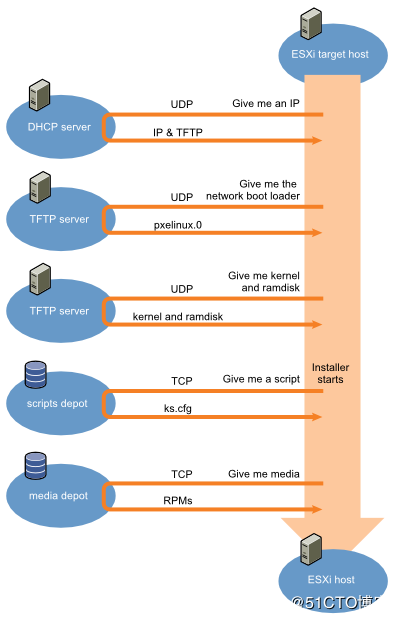 ESXi target host
UDP
Give me an IP
DHCP server
IP & TFTP
UDP
Give me the
network boot loader
TFTP server
pxelinux.0
Give me kernel
and ramdisk
UDP
TFTP server
kernel and ramdisk
Installer
starts
TCP
Give me a script
scripts depot
ks.cfg
TCP
Give me media
media depot
RPMs
ESXi host
@51CTO博